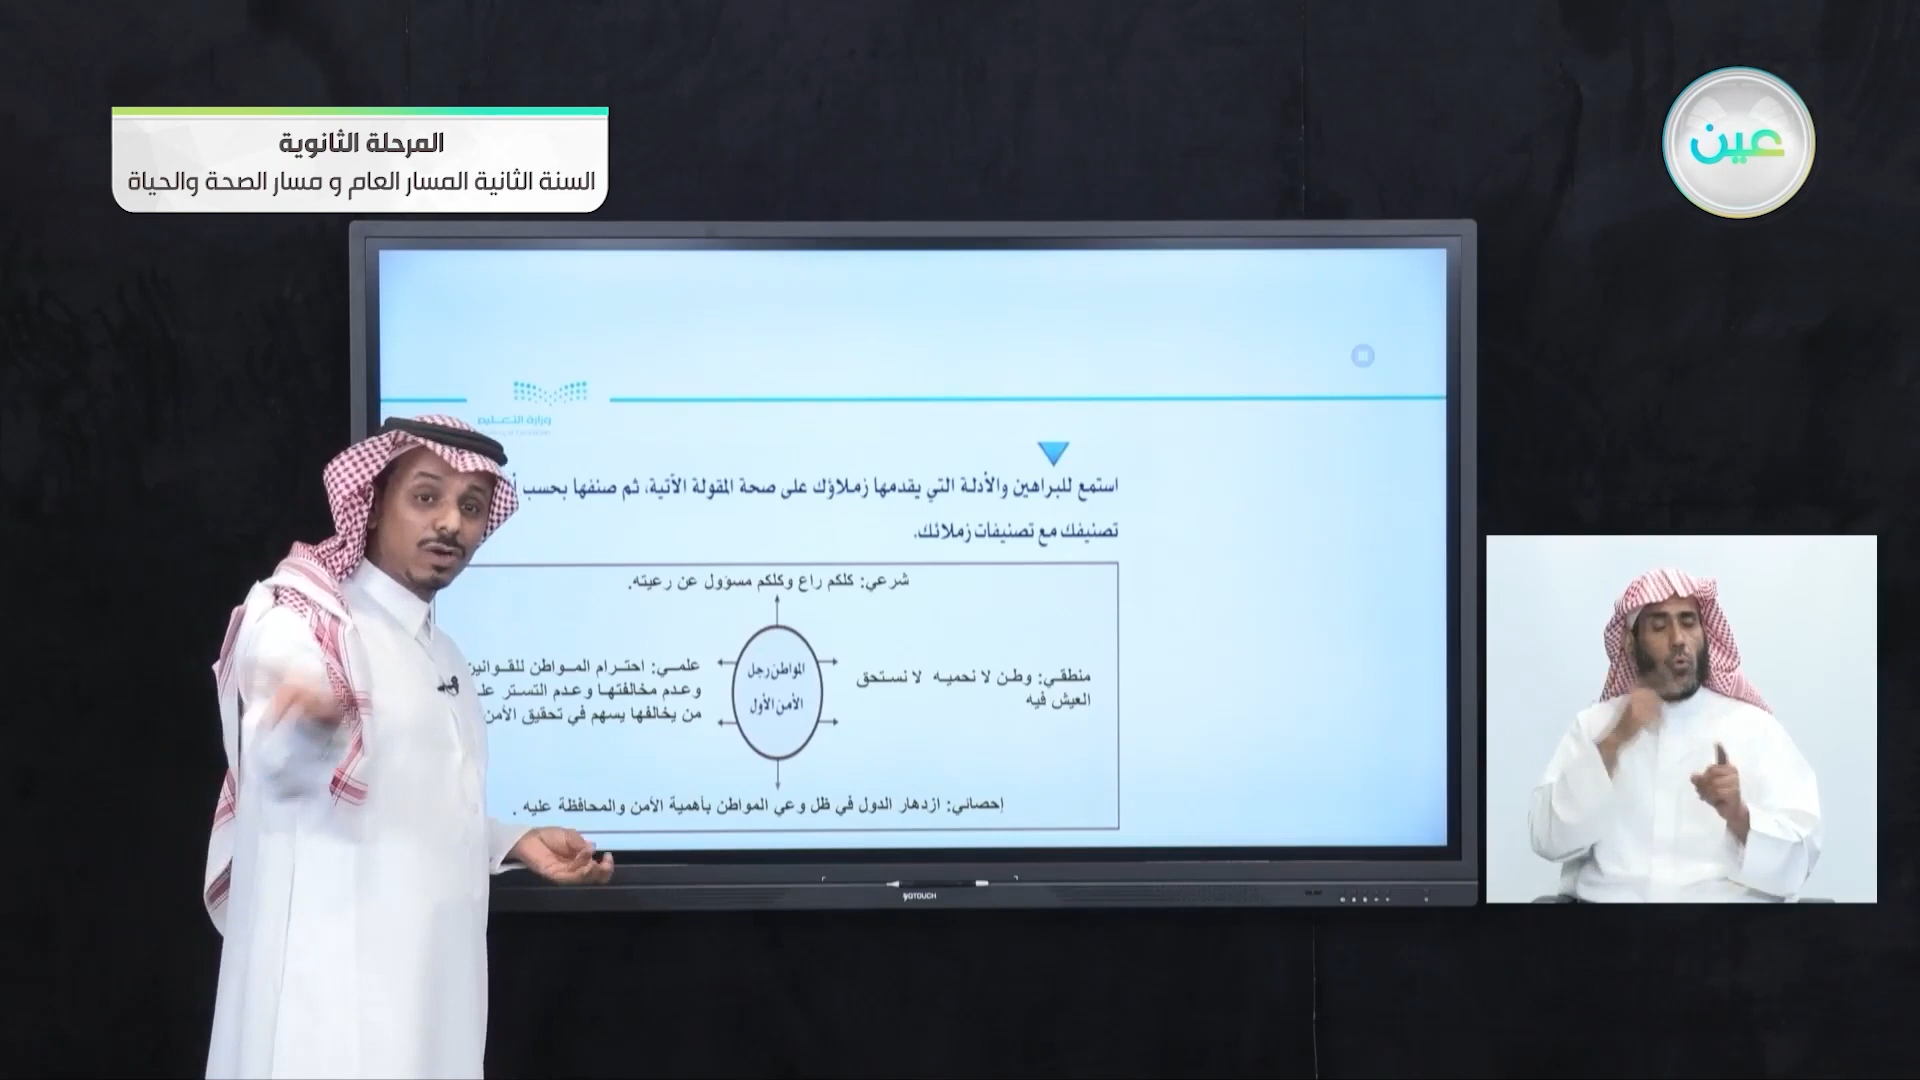 المرحلة الثانوية
السنة الثانية المسار العام و مسار الصحة والحياة
عين
وزارة التعليم
استمع للبراهين والأدلة التي يقدمها زملاؤك على صحة المقولة الآتية، ثم صنفها بحسب
تصنيفك مع تصنيفات زملائك.
شرعي: كلكم راع وكلكم مسؤول عن رعيته.
منطقي: وطن لا نحميه لا نستحق
العيش فيه
المواطن رجل
الأمن الأول
علمي: احترام المواطن للقوانين
وعدم مخالفتها وعدم التستر
من يخالفها يسهم في تحقيق الأمن
إحصائي: ازدهار الدول في ظل وعي المواطن بأهمية الأمن والمحافظة عليه .